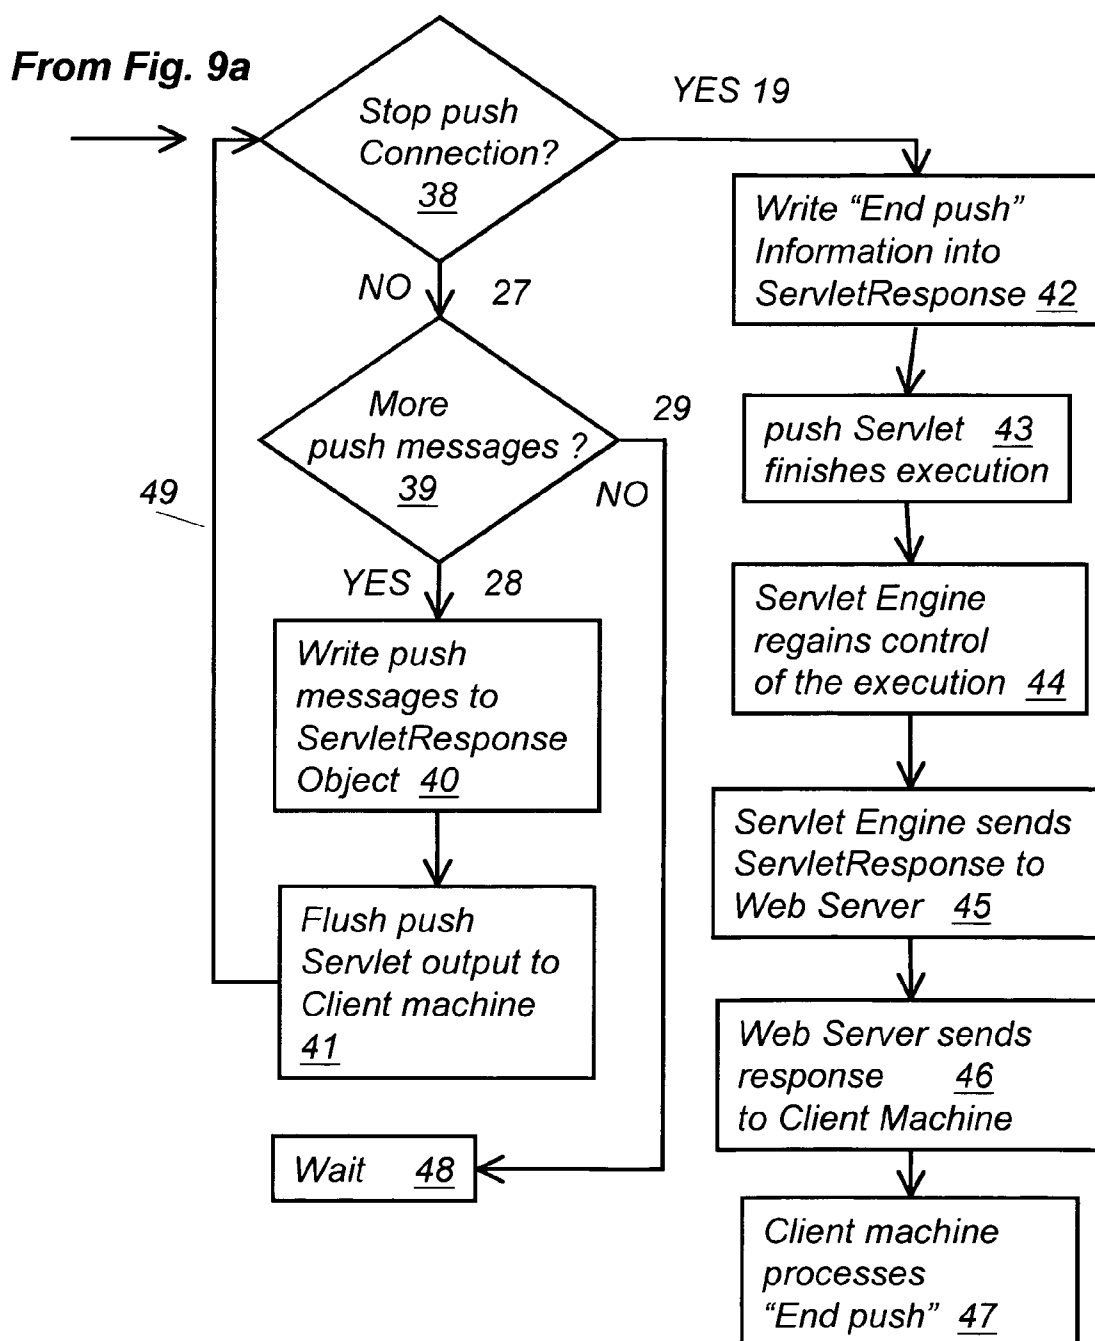 From Fig. 9a
YES 19
Stop push
Connection?
38
NO 27
More
push messages ?
39
29
NO
49
YES 28
Write push
messages to
ServletResponse
Object 40
Flush push
Servlet output to
Client machine
41
Wait 48
Write “End push”
Information into
ServletResponse 42
push Servlet 43
finishes execution
Servlet Engine
regains control
of the execution 44
Servlet Engine sends
ServletResponse to
Web Server 45
Web Server sends
response 46
to Client Machine
Client machine
processes
“End push” 47